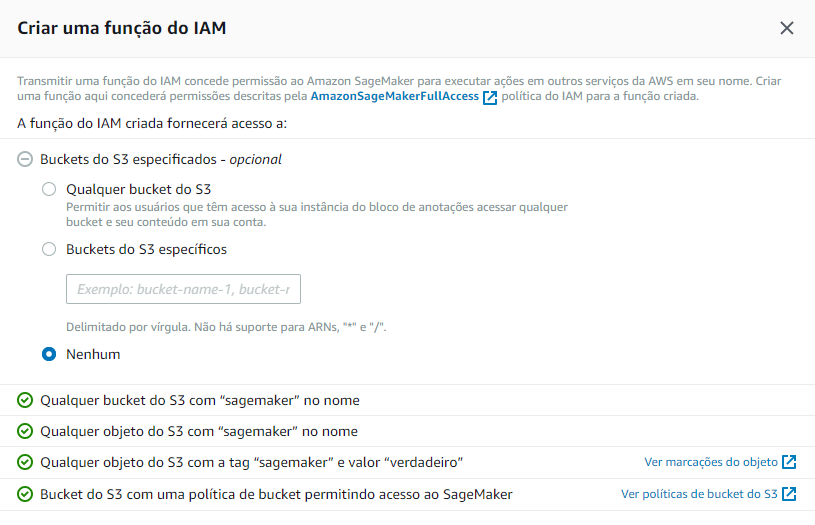 Criar uma função do IAM
Transmitir uma função do IAM concede permissão ao Amazon SageMaker para executar ações em outros serviços da AWS em seu nome. Criar
uma função aqui concederá permissões descritas pela AmazonSageMakerFullAccess política do IAM para a função criada.
A função do IAM criada fornecerá acesso a:
Buckets do S3 especificados - opcional
Qualquer bucket do S3
Permitir aos usuários que têm acesso à sua instância do bloco de anotações acessar qualquer
bucket e seu conteúdo em sua conta.
Buckets do S3 específicos
Exemplo: bucket-name-1, bucket-r
Delimitado por vírgula. Não há suporte para ARNs, "*" e "/".
Nenhum
Qualquer bucket do S3 com “sagemaker” no nome
Qualquer objeto do S3 com “sagemaker” no nome
Qualquer objeto do S3 com a tag “sagemaker” e valor “verdadeiro” Ver marcações do objeto
Bucket do S3 com uma política de bucket permitindo acesso ao SageMaker Ver políticas de bucket do S3